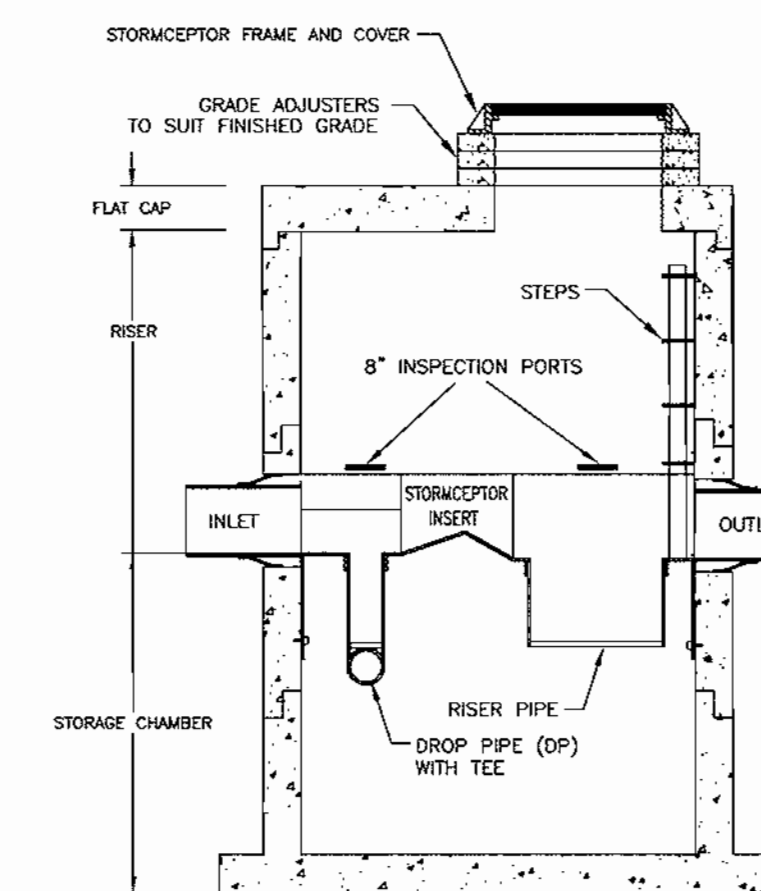 STORMCEPTOR FRAME AND COVER
GRADE ADJUSTERS
TO SUIT FINISHED GRADE
FLAT CAP
STEPS
RISER
8" INSPECTION PORTS
STORMCEPTOR
INSERT
INLET
OUTL
RISER PIPE
STORAGE CHAMBER
DROP PIPE (DP)
WITH TEE